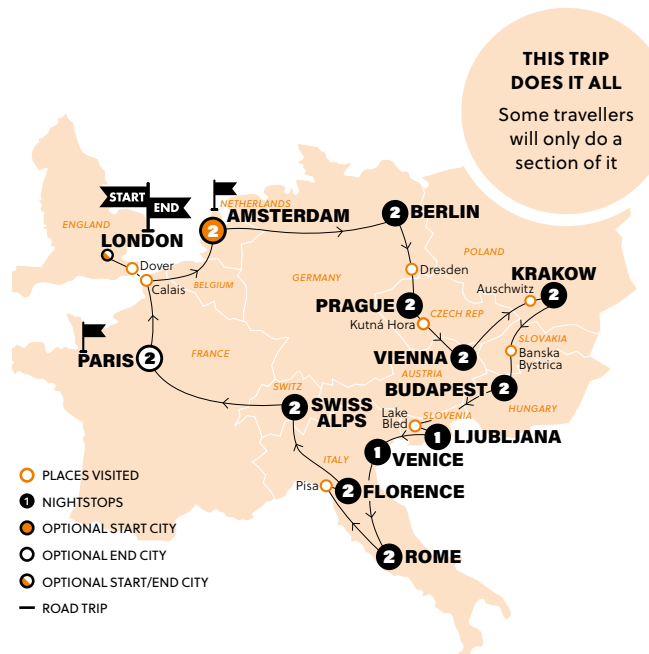 THIS TRIP
DOES IT ALL
Some travellers
will only do a
section of it
START
END
NETHERLANDS
2
AMSTERDAM
2
BERLIN
ENGLAND
LONDON
Dover
Calais
BELGIUM
GERMANY
Dresden
POLAND
KRAKOW
Auschwitz
2
PRAGUE
2
CZECH REP
Kutná Hora
SLOVAKIA
Banska
Bystrica
VIENNA
2
AUSTRIA
PARIS
2
FRANCE
SWITZ
BUDAPEST
2
HUNGARY
2
SWISS
ALPS
Lake
Bled
SLOVENIA
1
LJUBLJANA
1
VENICE
ITALY
Pisa
2
FLORENCE
2
ROME
PLACES VISITED
1
NIGHTSTOPS
OPTIONAL START CITY
OPTIONAL END CITY
OPTIONAL START/END CITY
ROAD TRIP